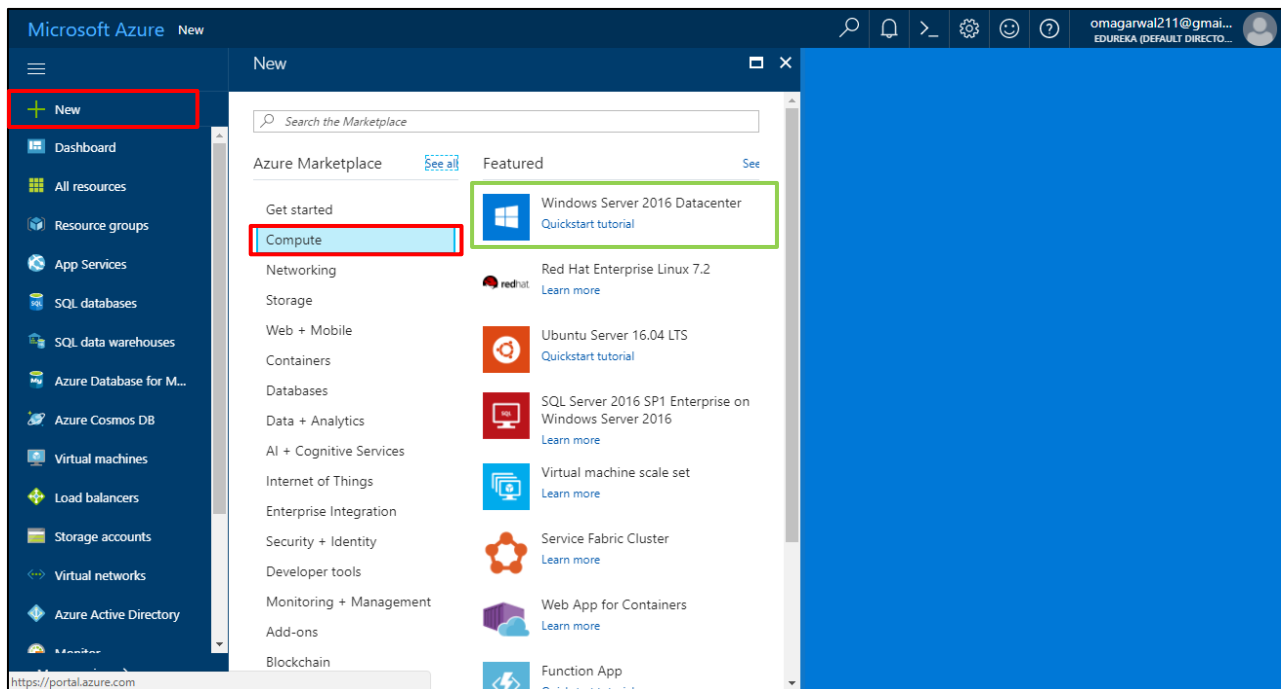 Microsoft Azure New
omagarwal211@gmai...
EDUREKA (DEFAULT DIRECTO...
New
Dashboard
All resources
Resource groups
App Services
SQL databases
SQL data warehouses
Azure Database for M...
Azure Cosmos DB
Virtual machines
Load balancers
Storage accounts
Virtual networks
Azure Active Directory
Monitor
https://portal.azure.com
New
Search the Marketplace
Azure Marketplace
See all
Get started
Compute
Networking
Storage
Web + Mobile
Containers
Databases
Data + Analytics
AI + Cognitive Services
Internet of Things
Enterprise Integration
Security + Identity
Developer tools
Monitoring + Management
Add-ons
Blockchain
Featured
See
Windows Server 2016 Datacenter
Quickstart tutorial
redhat
Red Hat Enterprise Linux 7.2
Learn more
Ubuntu Server 16.04 LTS
Quickstart tutorial
SQL Server 2016 SP1 Enterprise on
Windows Server 2016
Learn more
Virtual machine scale set
Learn more
Service Fabric Cluster
Learn more
Web App for Containers
Learn more
Function App